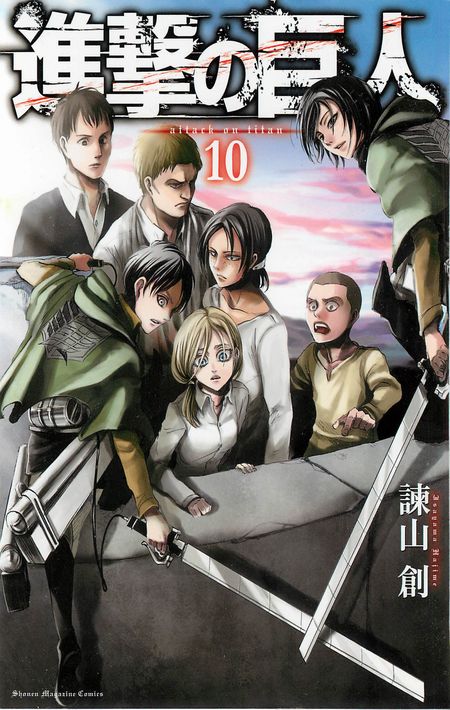 進撃の巨人
attack on titan
10
諫山創
Isayama Hajime
Shonen Magazine Comics